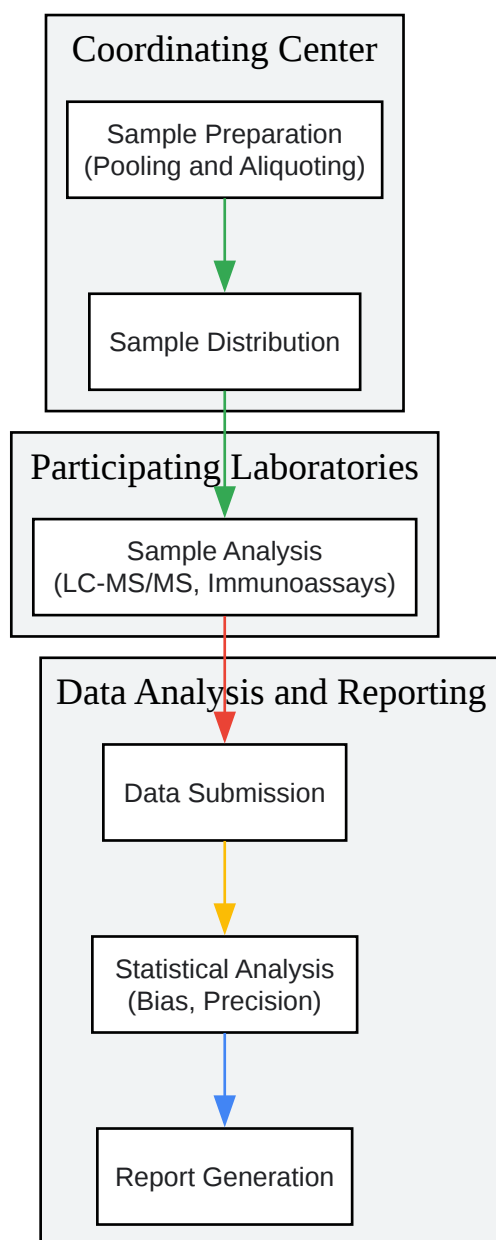 Coordinating Center
Sample Preparation
(Pooling and Aliquoting)
Sample Distribution
Participating Laboratories
Sample Analysis
(LC-MS/MS, Immunoassays)
Data Analysis and Reporting
Data Submission
Statistical Analysis
(Bias, Precision)
Report Generation